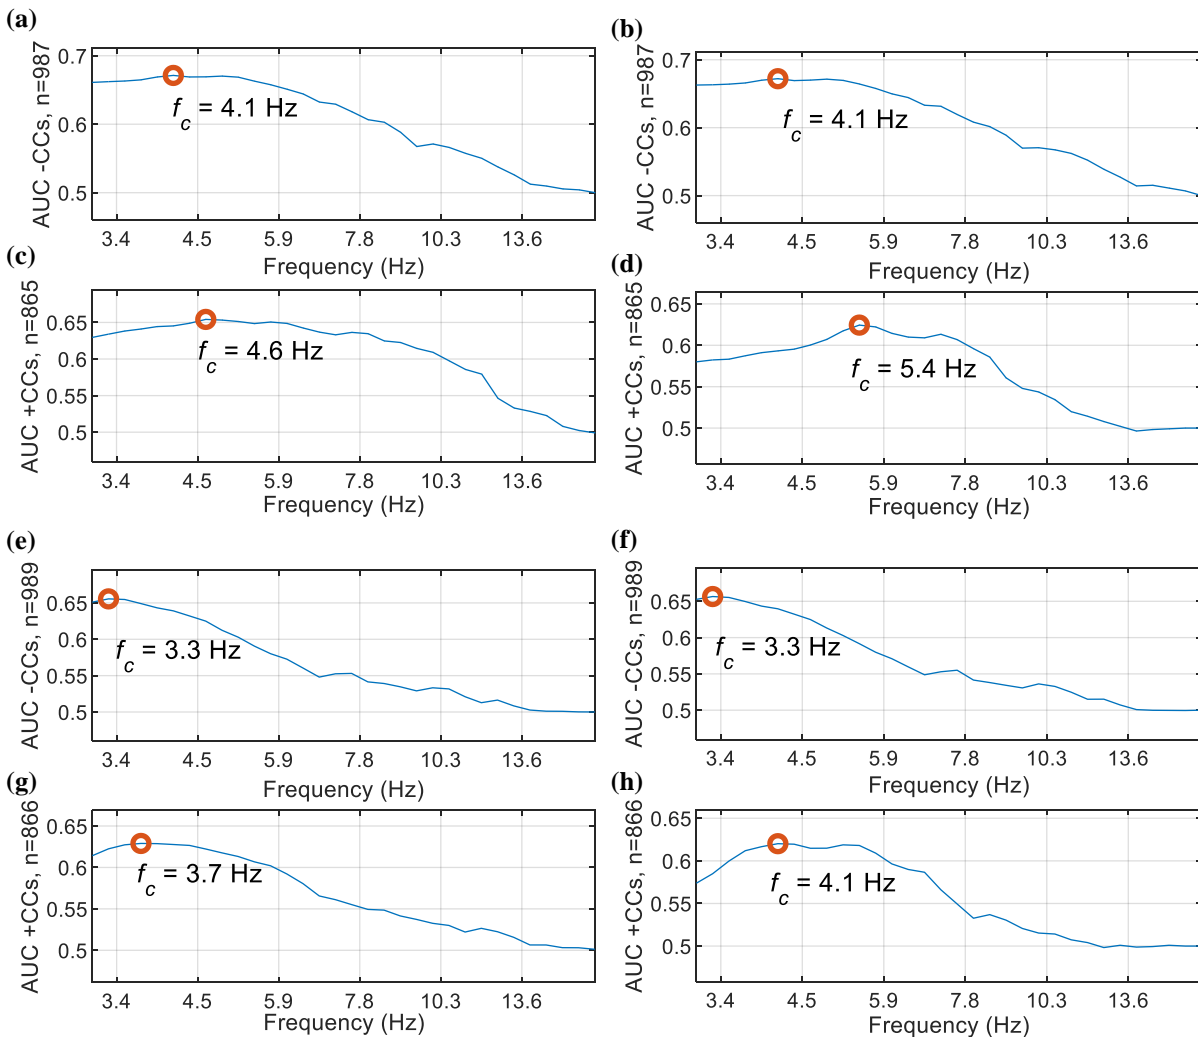 (a)
AUC -CCs, n=987
0.7
0.6
0.5
f_c = 4.1 Hz
3.4 4.5 5.9 7.8 10.3 13.6
Frequency (Hz)
(b)
AUC -CCs, n=987
0.7
0.6
0.5
f_c = 4.1 Hz
3.4 4.5 5.9 7.8 10.3 13.6
Frequency (Hz)
(c)
AUC +CCs, n=865
0.65
0.6
0.55
0.5
f_c = 4.6 Hz
3.4 4.5 5.9 7.8 10.3 13.6
Frequency (Hz)
(d)
AUC +CCs, n=865
0.65
0.6
0.55
0.5
f_c = 5.4 Hz
3.4 4.5 5.9 7.8 10.3 13.6
Frequency (Hz)
(e)
AUC -CCs, n=989
0.65
0.6
0.55
0.5
f_c = 3.3 Hz
3.4 4.5 5.9 7.8 10.3 13.6
Frequency (Hz)
(f)
AUC -CCs, n=989
0.65
0.6
0.55
0.5
f_c = 3.3 Hz
3.4 4.5 5.9 7.8 10.3 13.6
Frequency (Hz)
(g)
AUC +CCs, n=866
0.65
0.6
0.55
0.5
f_c = 3.7 Hz
3.4 4.5 5.9 7.8 10.3 13.6
Frequency (Hz)
(h)
AUC +CCs, n=866
0.65
0.6
0.55
0.5
f_c = 4.1 Hz
3.4 4.5 5.9 7.8 10.3 13.6
Frequency (Hz)